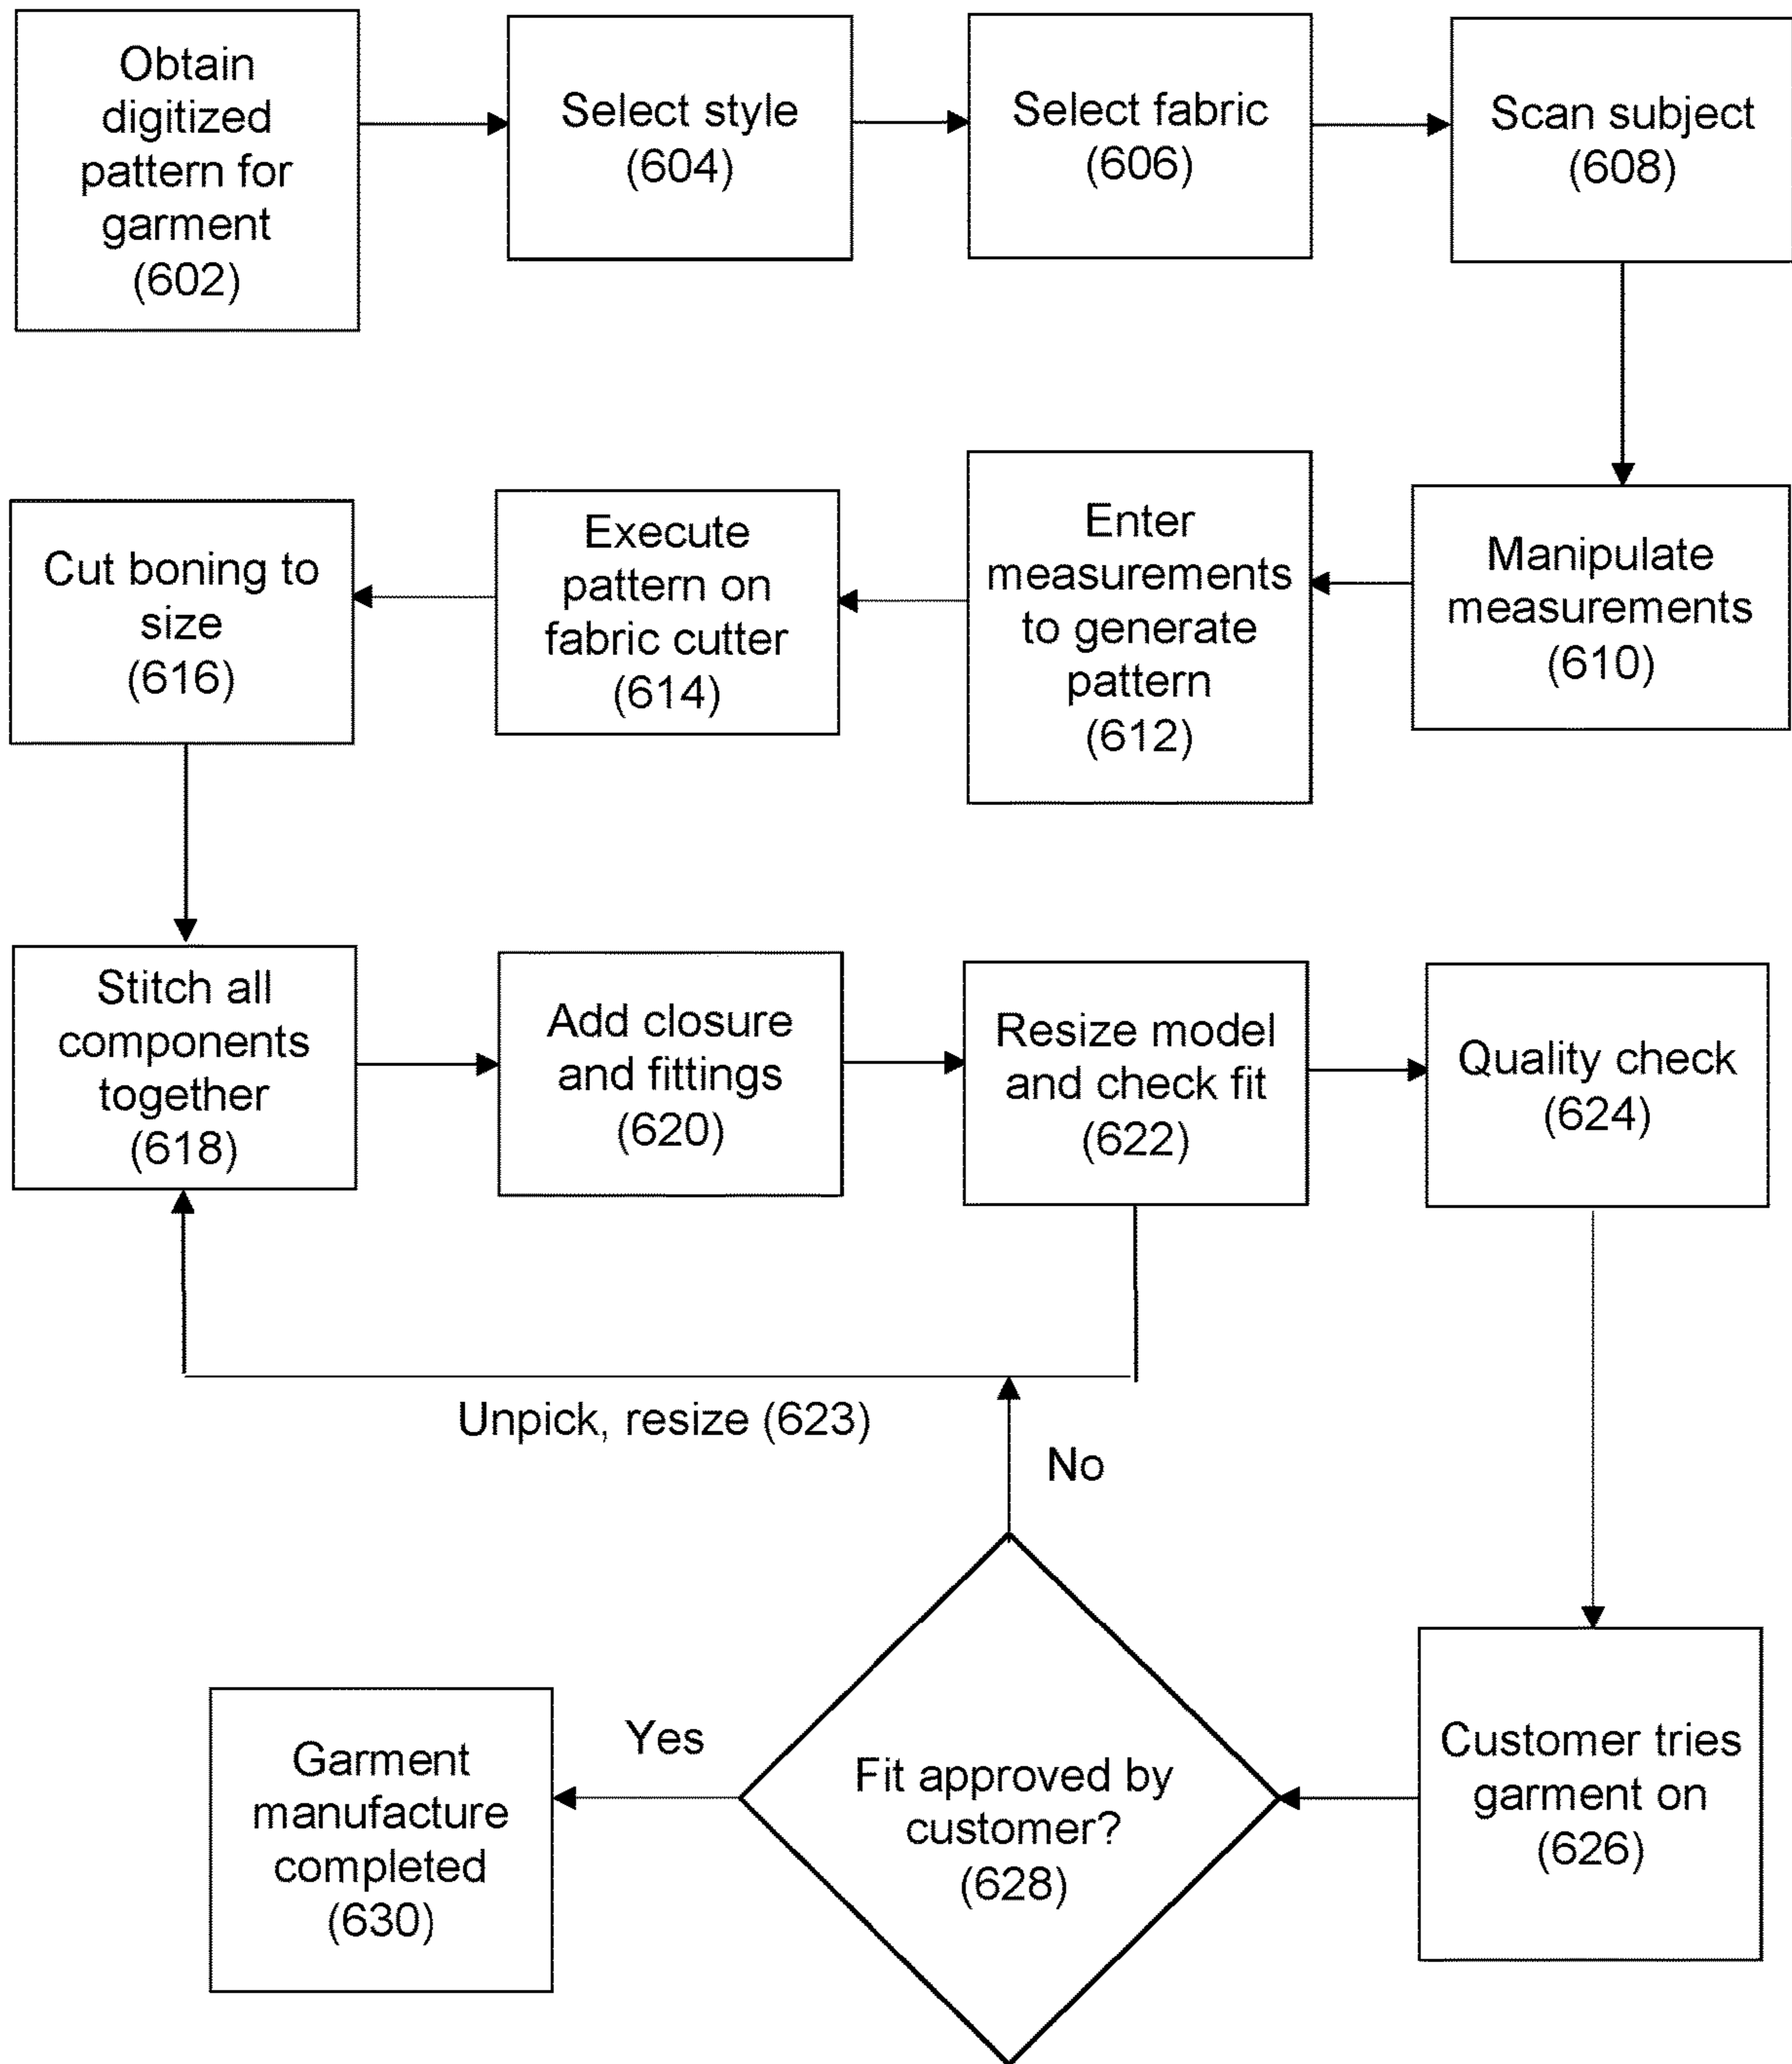 Obtain
digitized
pattern for
garment
(602)
Select style
(604)
Select fabric
(606)
Scan subject
(608)
Cut boning to
size
(616)
Execute
pattern on
fabric cutter
(614)
Enter
measurements
to generate
pattern
(612)
Manipulate
measurements
(610)
Stitch all
components
together
(618)
Add closure
and fittings
(620)
Resize model
and check fit
(622)
Quality check
(624)
Unpick, resize (623)
No
Yes
Garment
manufacture
completed
(630)
Fit approved by
customer?
(628)
Customer tries
garment on
(626)